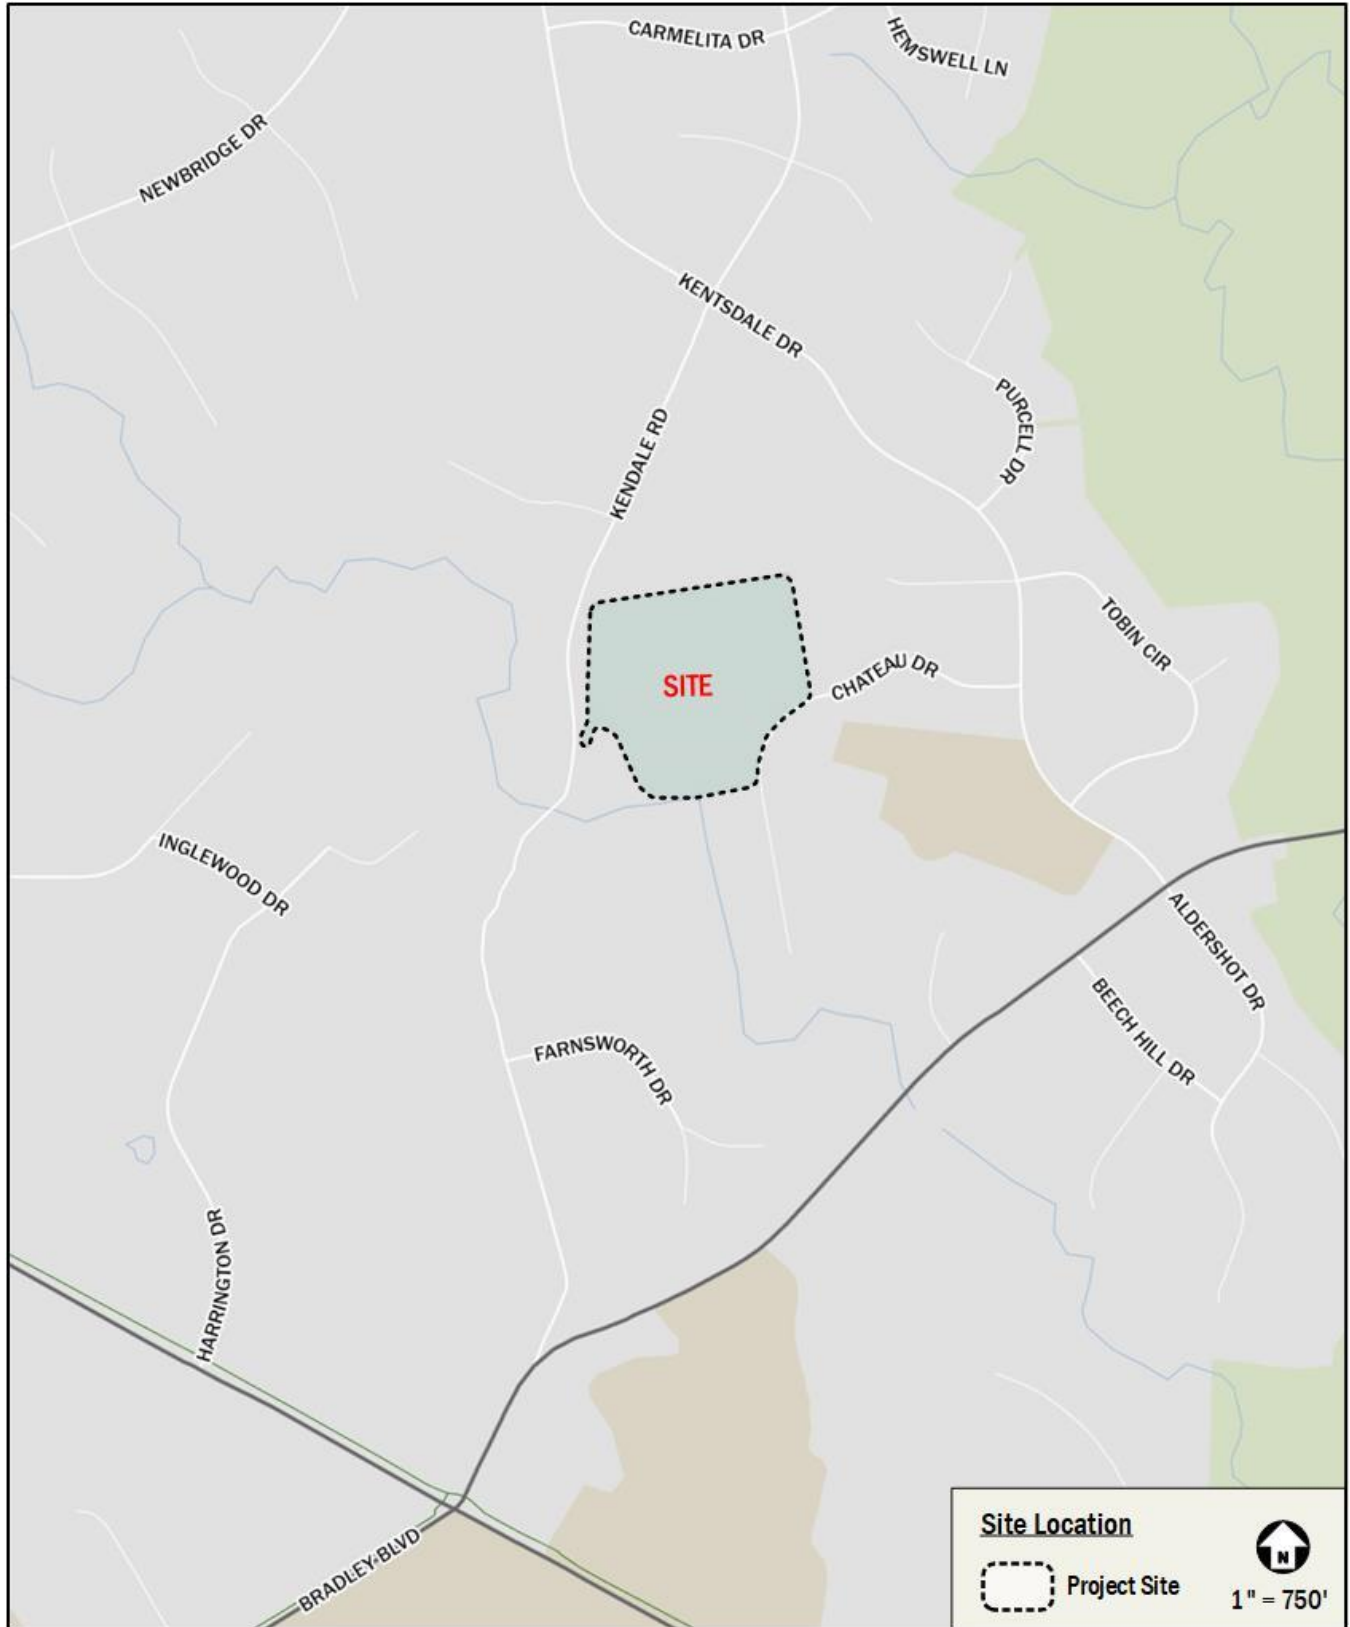 CARMELITA DR
HEMSWELL LN
NEWBRIDGE DR
KENTSDALE DR
PURCELL DR
KENDALE RD
TOBIN CIR
CHATEAU DR
SITE
INGLEWOOD DR
ALDERSHOT DR
BEECH HILL DR
FARNSWORTH DR
HARRINGTON DR
BRADLEY BLVD
Site Location
N
Project Site
1" = 750'